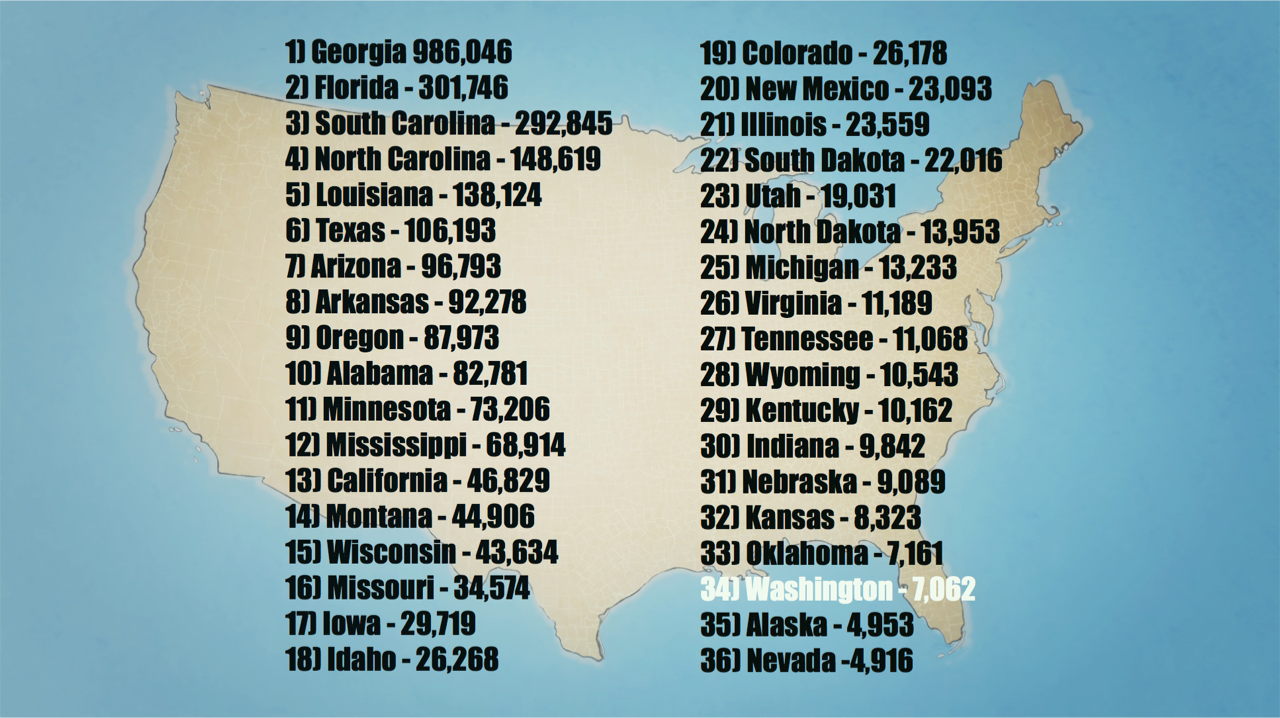 1) Georgia 986,046
2) Florida - 301,746
3) South Carolina - 292,845
4) North Carolina - 148,619
5) Louisiana - 138,124
6) Texas - 106,193
7) Arizona - 96,793
8) Arkansas - 92,278
9) Oregon - 87,973
10) Alabama - 82,781
11) Minnesota - 73,206
12) Mississippi - 68,914
13) California - 46,829
14) Montana - 44,906
15) Wisconsin - 43,634
16) Missouri - 34,574
17) Iowa - 29,719
18) Idaho - 26,268
19) Colorado - 26,178
20) New Mexico - 23,093
21) Illinois - 23,559
22) South Dakota - 22,016
23) Utah - 19,031
24) North Dakota - 13,953
25) Michigan - 13,233
26) Virginia - 11,189
27) Tennessee - 11,068
28) Wyoming - 10,543
29) Kentucky - 10,162
30) Indiana - 9,842
31) Nebraska - 9,089
32) Kansas - 8,323
33) Oklahoma - 7,161
34) Washington - 7,062
35) Alaska - 4,953
36) Nevada -4,916